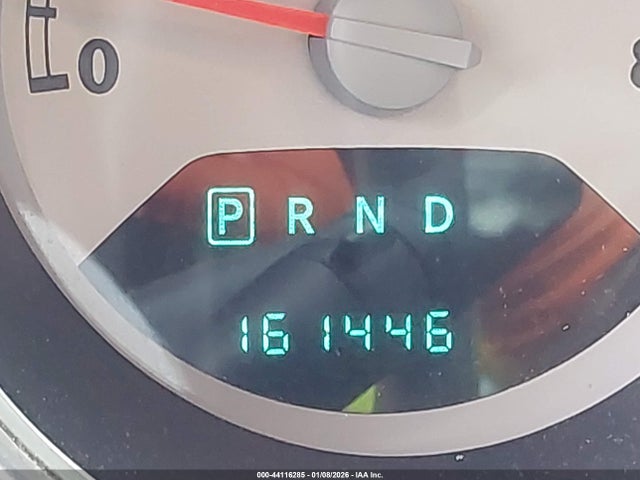 0
P R N D
161446
000-44116285 - 01/08/2026 - IAA Inc.